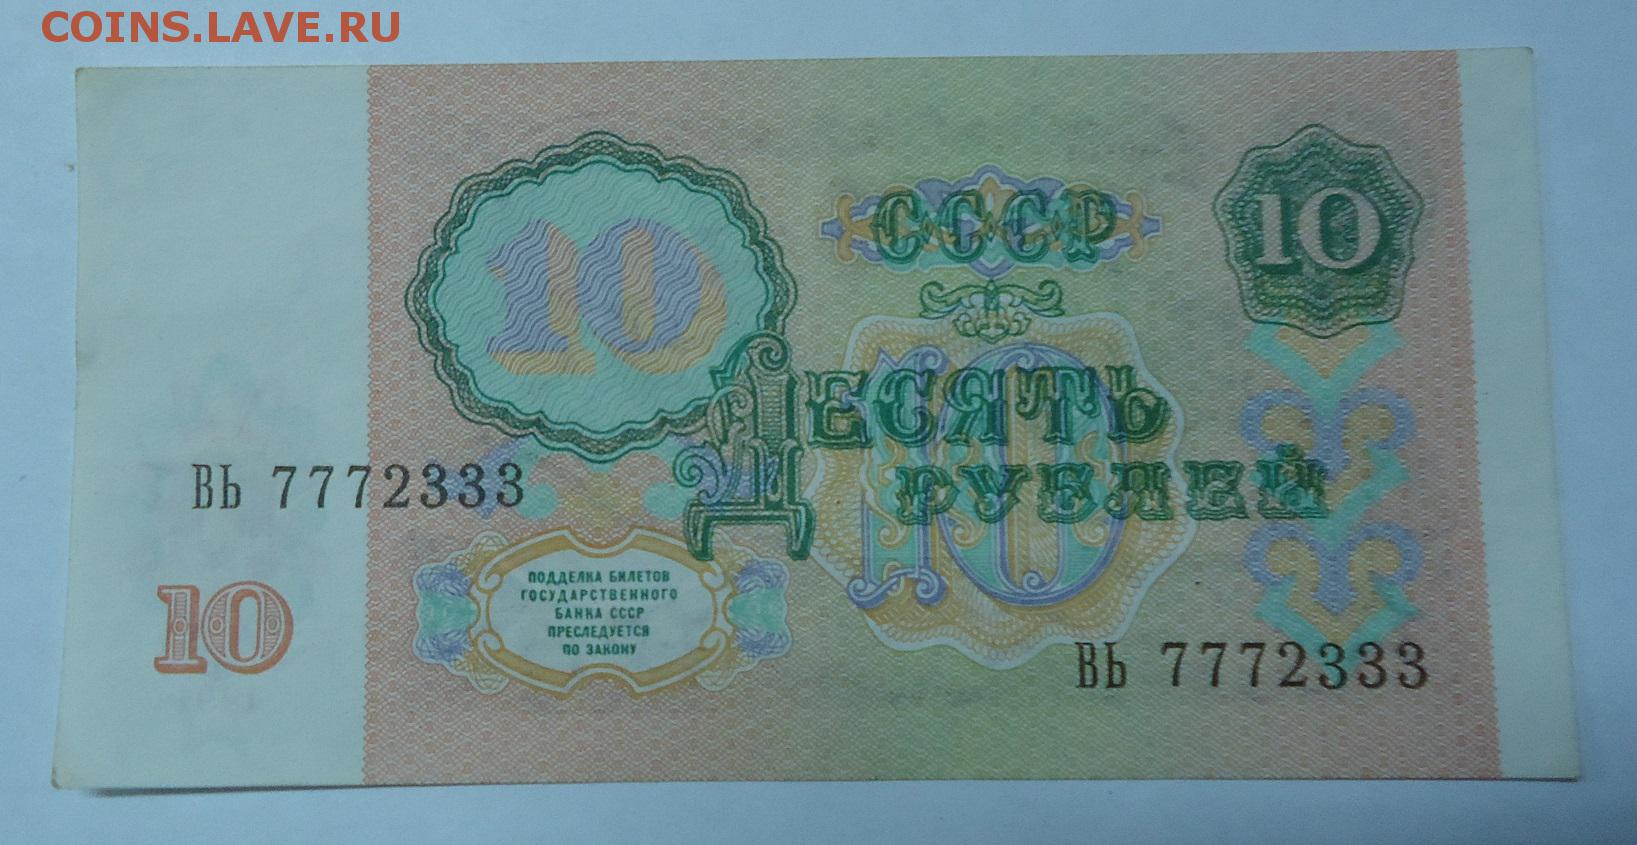 COINS.LAVE.RU
10
СССР
10
10
ДЕСЯТЬ
РУБЛЕЙ
ВЬ 7772333
10
ПОДДЕЛКА БИЛЕТОВ
ГОСУДАРСТВЕННОГО
БАНКА СССР
ПРЕСЛЕДУЕТСЯ
ПО ЗАКОНУ
ВЬ 7772333